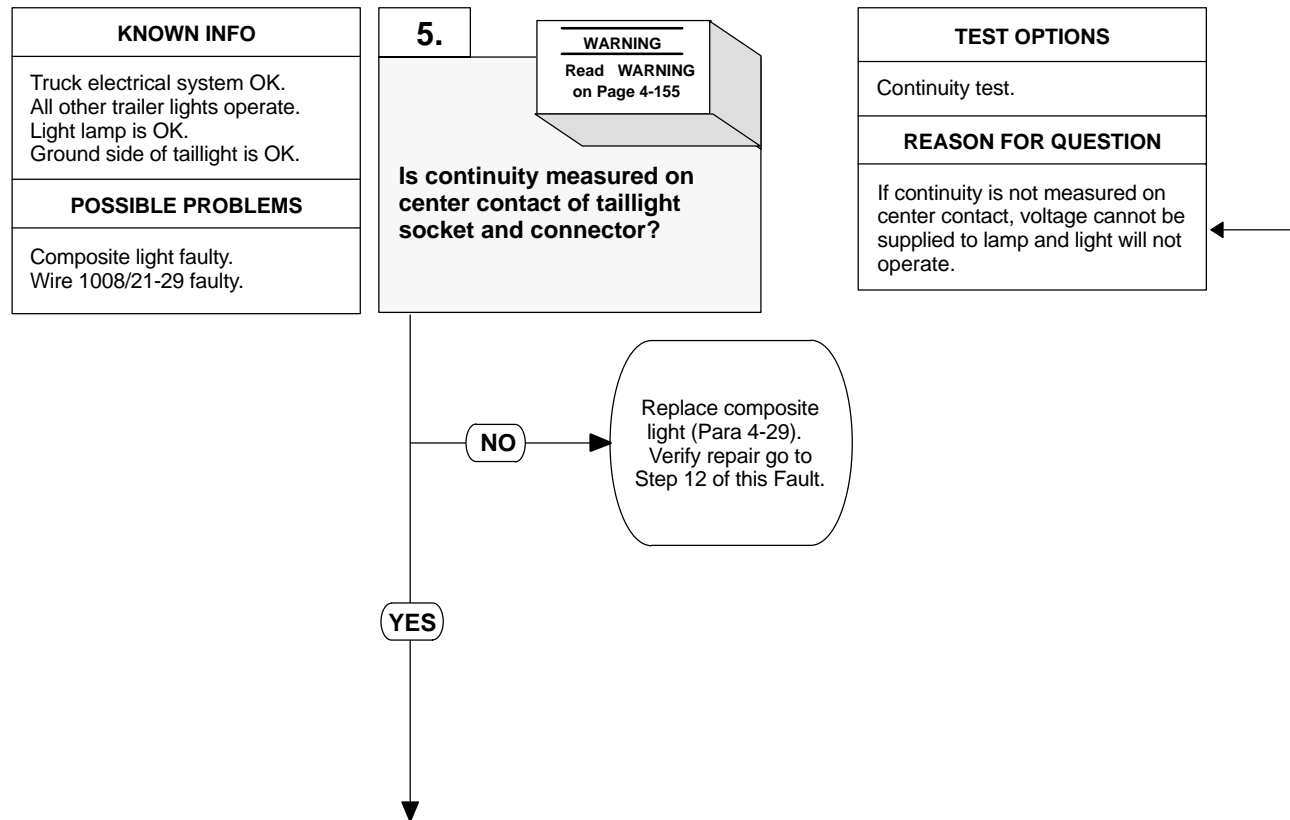 KNOWN INFO
Truck electrical system OK.
All other trailer lights operate.
Light lamp is OK.
Ground side of taillight is OK.
POSSIBLE PROBLEMS
Composite light faulty.
Wire 1008/21-29 faulty.
5.
WARNING
Read WARNING
on Page 4-155
Is continuity measured on
center contact of taillight
socket and connector?
TEST OPTIONS
Continuity test.
REASON FOR QUESTION
If continuity is not measured on
center contact, voltage cannot be
supplied to lamp and light will not
operate.
NO
Replace composite
light (Para 4-29).
Verify repair go to
Step 12 of this Fault.
YES